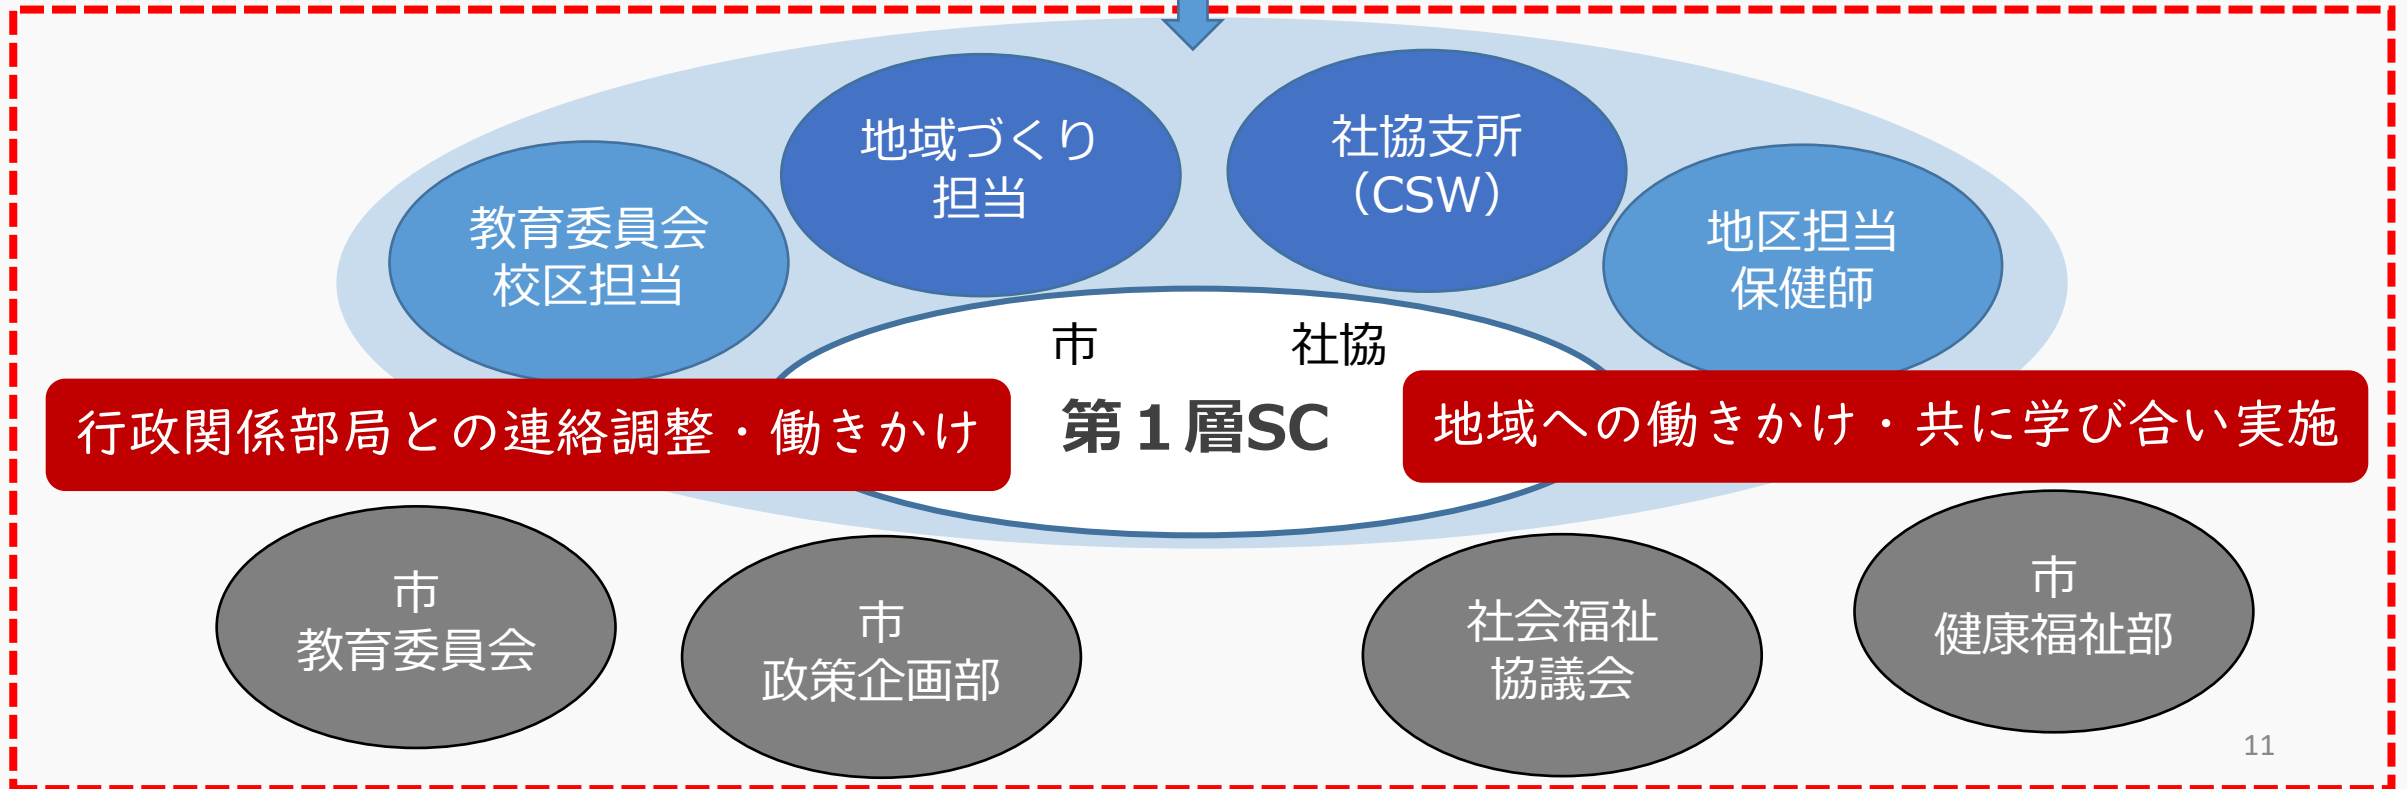 地域づくり
担当
社協支所
（CSW）
教育委員会
校区担当
地区担当
保健師
市　社協
第１層SC
行政関係部局との連絡調整・働きかけ
地域への働きかけ・共に学び合い実施
市
教育委員会
市
政策企画部
社会福祉
協議会
市
健康福祉部
11